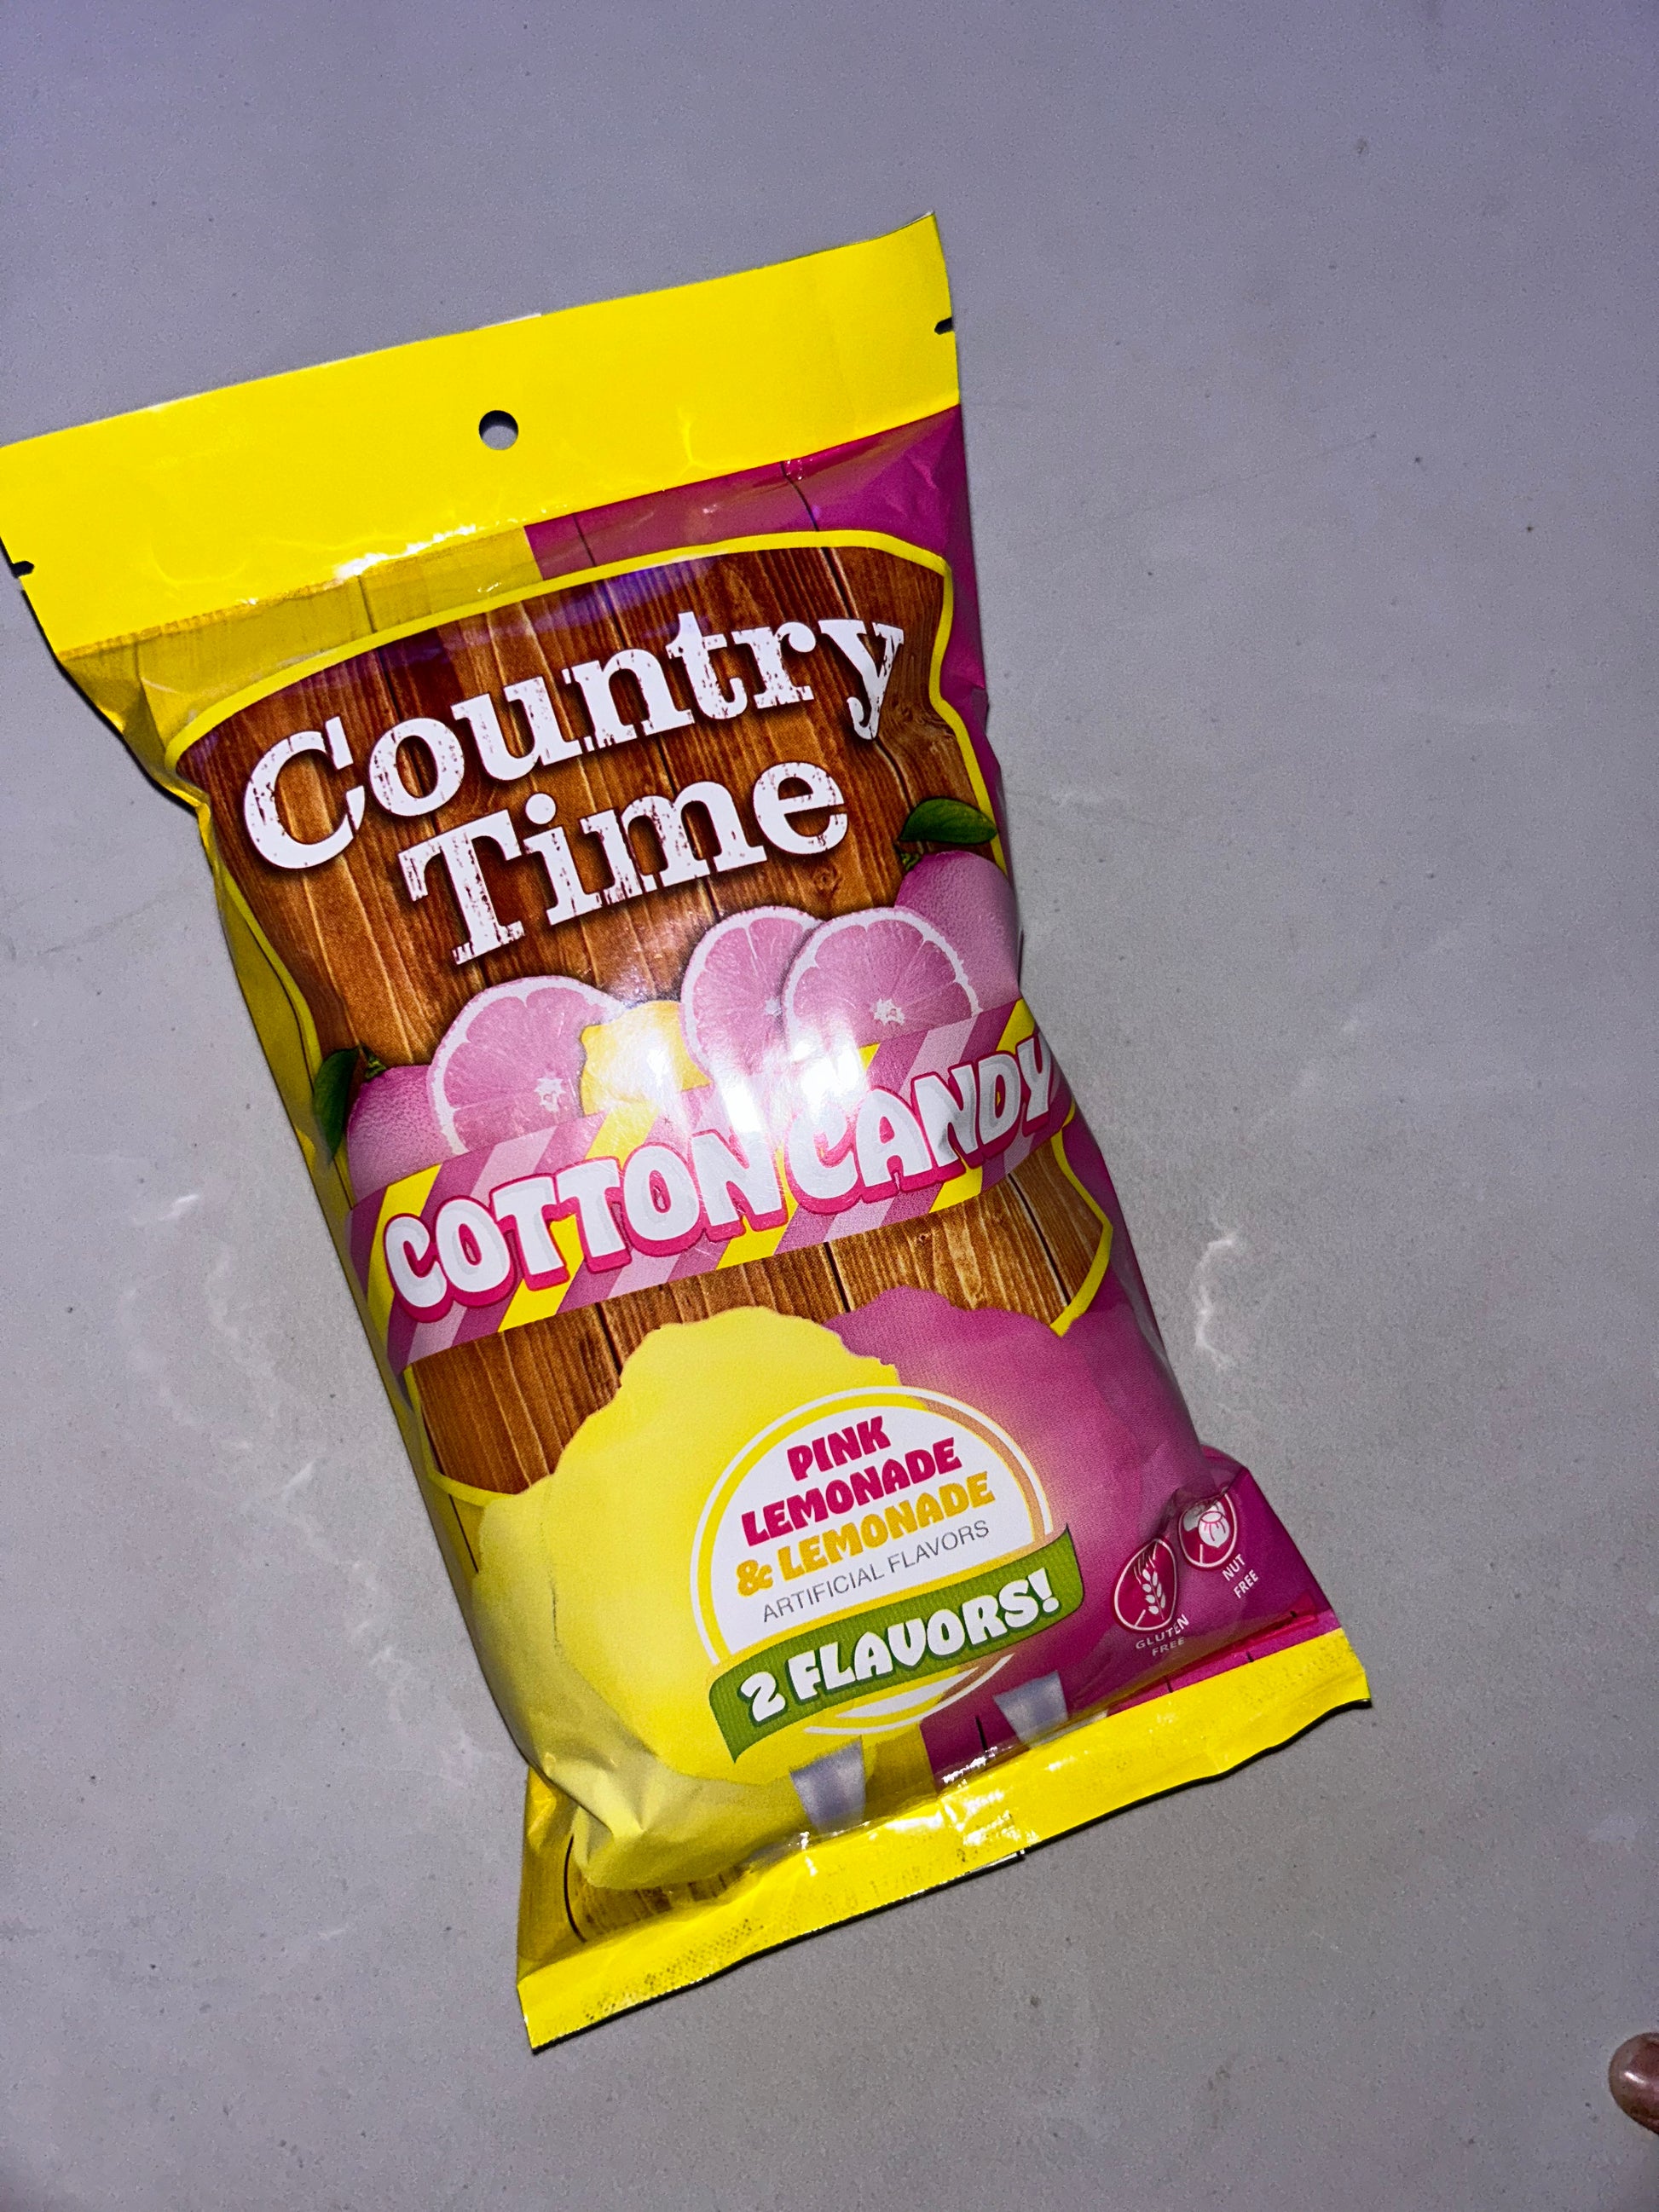 Country
Time
COTTON CANDY
PINK
LEMONADE
& LEMONADE
ARTIFICIAL FLAVORS
2 FLAVORS!
GLUTEN
FREE
NUT
FREE